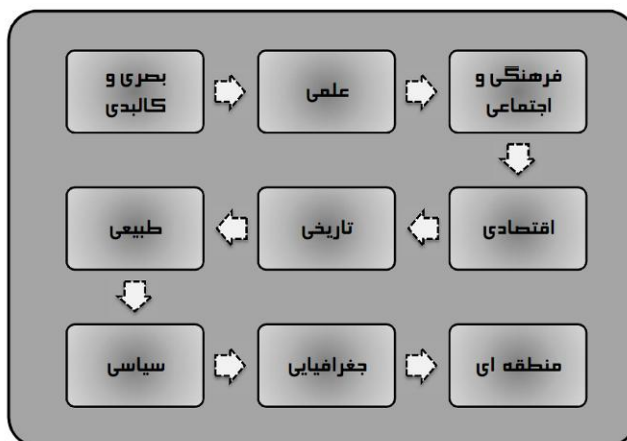 بصری و
کالبدی
علمی
فرهنگی و
اجتماعی
اقتصادی
تاریخی
طبیعی
سیاسی
جغرافیایی
منطقه ای